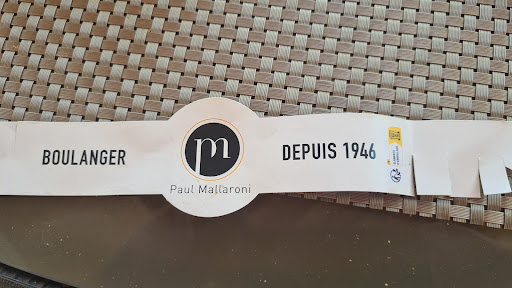 BOULANGER
pm
Paul Mallaroni
DEPUIS 1946